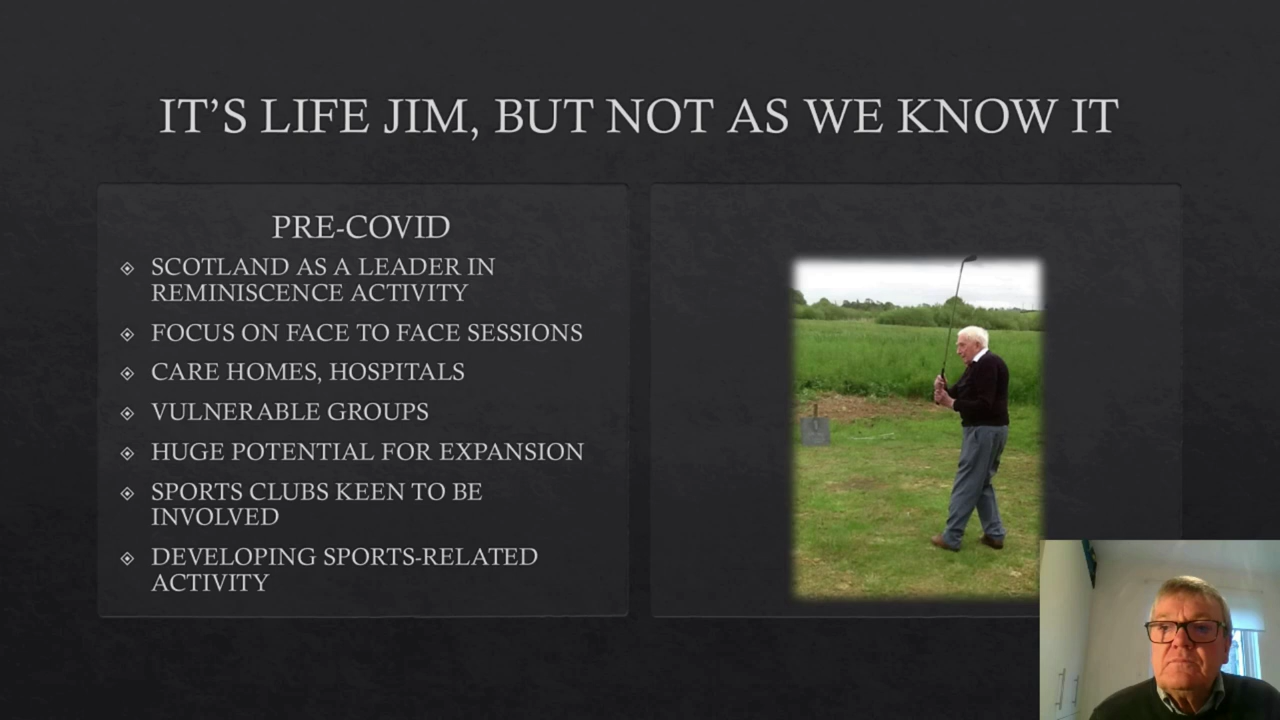 IT'S LIFE JIM, BUT NOT AS WE KNOW IT
PRE-COVID
SCOTLAND AS A LEADER IN
REMINISCENCE ACTIVITY
FOCUS ON FACE TO FACE SESSIONS
CARE HOMES, HOSPITALS
VULNERABLE GROUPS
HUGE POTENTIAL FOR EXPANSION
SPORTS CLUBS KEEN TO BE
INVOLVED
DEVELOPING SPORTS-RELATED
ACTIVITY